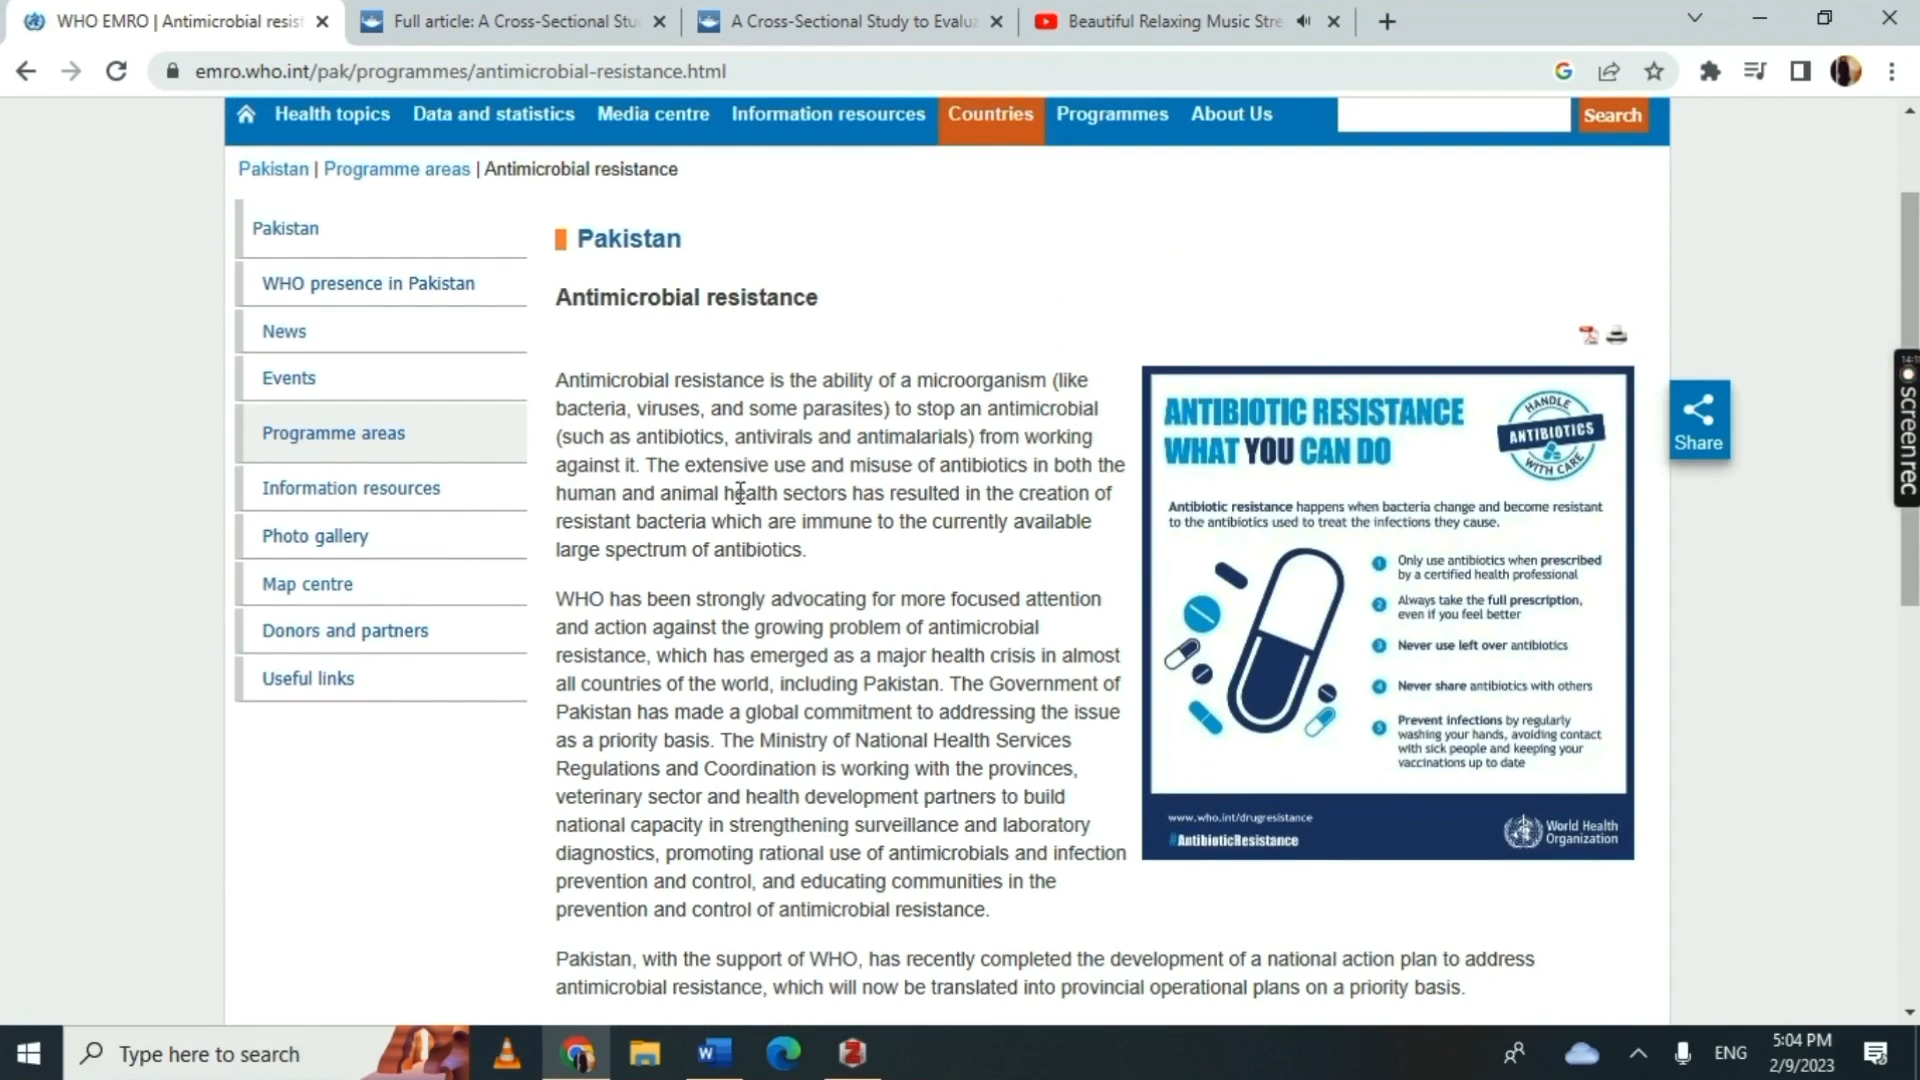 WHO EMRO | Antimicrobial resist
Full article: A Cross-Sectional Stu
A Cross-Sectional Study to Evalua
Beautiful Relaxing Music Stre
emro.who.int/pak/programmes/antimicrobial-resistance.html
Health topics
Data and statistics
Media centre
Information resources
Countries
Programmes
About Us
Search
Pakistan | Programme areas | Antimicrobial resistance
Pakistan
WHO presence in Pakistan
News
Events
Programme areas
Information resources
Photo gallery
Map centre
Donors and partners
Useful links
Pakistan
Antimicrobial resistance
Antimicrobial resistance is the ability of a microorganism (like
bacteria, viruses, and some parasites) to stop an antimicrobial
(such as antibiotics, antivirals and antimalarials) from working
against it. The extensive use and misuse of antibiotics in both the
human and animal health sectors has resulted in the creation of
resistant bacteria which are immune to the currently available
large spectrum of antibiotics.
WHO has been strongly advocating for more focused attention
and action against the growing problem of antimicrobial
resistance, which has emerged as a major health crisis in almost
all countries of the world, including Pakistan. The Government of
Pakistan has made a global commitment to addressing the issue
as a priority basis. The Ministry of National Health Services
Regulations and Coordination is working with the provinces,
veterinary sector and health development partners to build
national capacity in strengthening surveillance and laboratory
diagnostics, promoting rational use of antimicrobials and infection
prevention and control, and educating communities in the
prevention and control of antimicrobial resistance.
Pakistan, with the support of WHO, has recently completed the development of a national action plan to address
antimicrobial resistance, which will now be translated into provincial operational plans on a priority basis.
ANTIBIOTIC RESISTANCE
WHAT YOU CAN DO
HANDLE
ANTIBIOTICS
WITH CARE
Antibiotic resistance happens when bacteria change and become resistant
to the antibiotics used to treat the infections they cause.
1 Only use antibiotics when prescribed
by a certified health professional
2 Always take the full prescription,
even if you feel better
3 Never use left over antibiotics
4 Never share antibiotics with others
5 Prevent infections by regularly
washing your hands, avoiding contact
with sick people and keeping your
vaccinations up to date
www.who.int/drugresistance
#AntibioticResistance
World Health
Organization
Share
screenrec
Type here to search
ENG
5:04 PM
2/9/2023